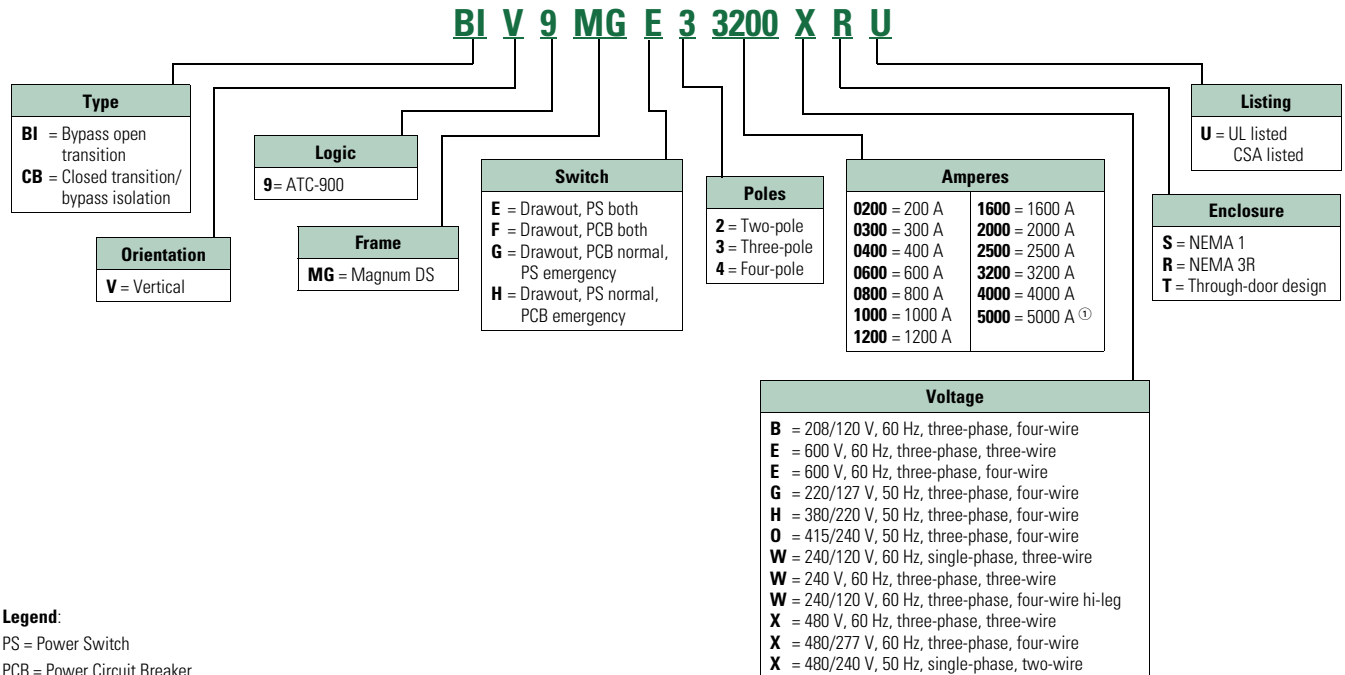 BI V 9 MG E 3 3200 X R U
Type
BI = Bypass open
transition
CB = Closed transition/
bypass isolation
Orientation
V = Vertical
Logic
9= ATC-900
Frame
MG = Magnum DS
Switch
E = Drawout, PS both
F = Drawout, PCB both
G = Drawout, PCB normal,
PS emergency
H = Drawout, PS normal,
PCB emergency
Poles
2 = Two-pole
3 = Three-pole
4 = Four-pole
Amperes
0200 = 200 A
0300 = 300 A
0400 = 400 A
0600 = 600 A
0800 = 800 A
1000 = 1000 A
1200 = 1200 A
1600 = 1600 A
2000 = 2000 A
2500 = 2500 A
3200 = 3200 A
4000 = 4000 A
5000 = 5000 A ①
Listing
U = UL listed
CSA listed
Enclosure
S = NEMA 1
R = NEMA 3R
T = Through-door design
Voltage
B = 208/120 V, 60 Hz, three-phase, four-wire
E = 600 V, 60 Hz, three-phase, three-wire
E = 600 V, 60 Hz, three-phase, four-wire
G = 220/127 V, 50 Hz, three-phase, four-wire
H = 380/220 V, 50 Hz, three-phase, four-wire
O = 415/240 V, 50 Hz, three-phase, four-wire
W = 240/120 V, 60 Hz, single-phase, three-wire
W = 240 V, 60 Hz, three-phase, three-wire
W = 240/120 V, 60 Hz, three-phase, four-wire hi-leg
X = 480 V, 60 Hz, three-phase, three-wire
X = 480/277 V, 60 Hz, three-phase, four-wire
X = 480/240 V, 50 Hz, single-phase, two-wire
Legend:
PS = Power Switch
PCB = Power Circuit Breaker